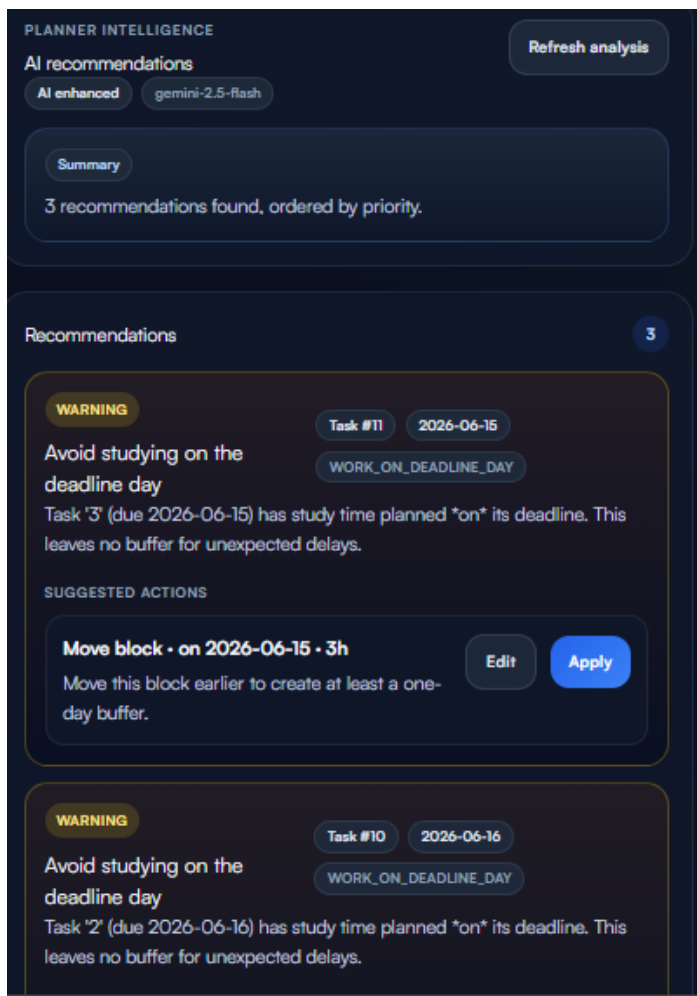 PLANNER INTELLIGENCE
AI recommendations
Refresh analysis
AI enhanced
gemini-2.5-flash
Summary
3 recommendations found, ordered by priority.
Recommendations
3
WARNING
Avoid studying on the
deadline day
Task #11
2026-06-15
WORK_ON_DEADLINE_DAY
Task '3' (due 2026-06-15) has study time planned *on* its deadline. This
leaves no buffer for unexpected delays.
SUGGESTED ACTIONS
Move block · on 2026-06-15 · 3h
Move this block earlier to create at least a one-
day buffer.
Edit
Apply
WARNING
Avoid studying on the
deadline day
Task #10
2026-06-16
WORK_ON_DEADLINE_DAY
Task '2' (due 2026-06-16) has study time planned *on* its deadline. This
leaves no buffer for unexpected delays.